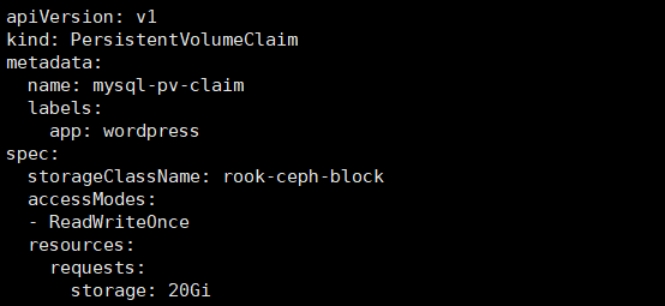 apiVersion: v1
kind: PersistentVolumeClaim
metadata:
  name: mysql-pv-claim
  labels:
    app: wordpress
spec:
  storageClassName: rook-ceph-block
  accessModes:
  - ReadWriteOnce
  resources:
    requests:
      storage: 20Gi